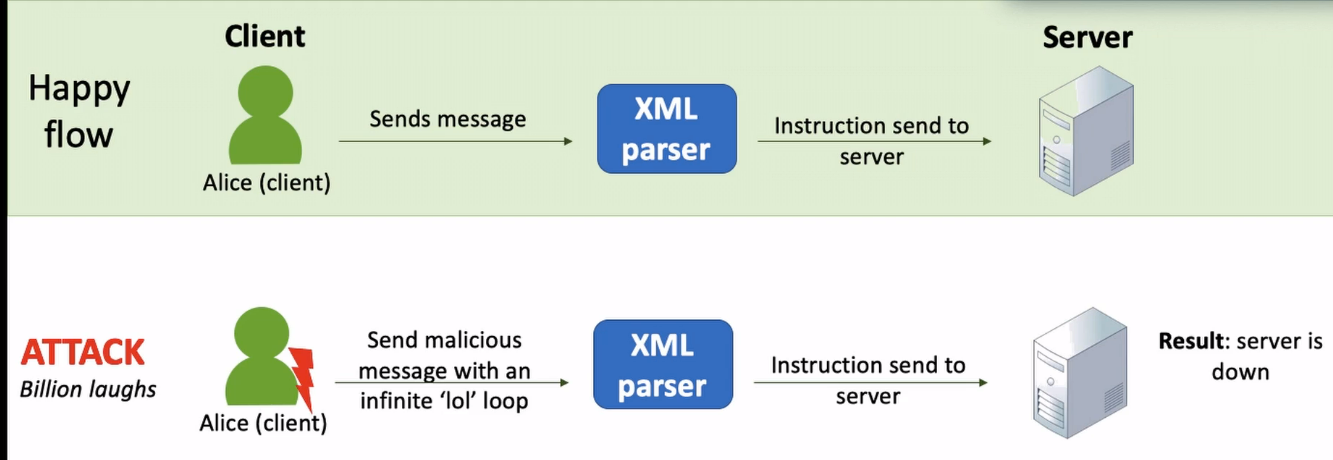 Client
Server
Happy
flow
Sends message
XML
parser
Instruction send to
server
Alice (client)
ATTACK
Billion laughs
Send malicious
message with an
infinite ‘lol’ loop
XML
parser
Instruction send to
server
Result: server is
down
Alice (client)